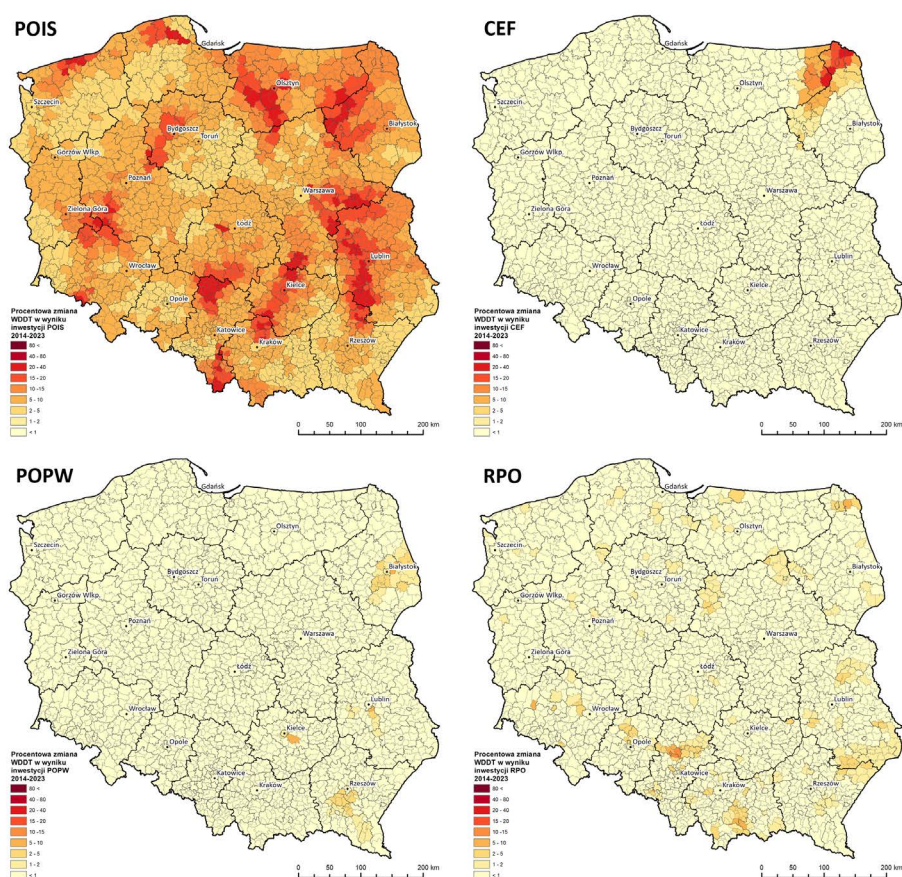 POIS
Gdańsk
Olsztyn
Szczecin
Bydgoszcz
Toruń
Białystok
Gorzów Wlkp.
Poznań
Warszawa
Zielona Góra
Łódź
Wrocław
Lublin
Opole
Kielce
Katowice
Kraków
Rzeszów
Procentowa zmiana
WDDT w wyniku
inwestycji POIS
2014-2023
80 <
40 - 80
20 - 40
15 - 20
10 -15
5 - 10
2 - 5
1 - 2
< 1
0 50 100 200 km
CEF
Gdańsk
Olsztyn
Szczecin
Bydgoszcz
Toruń
Białystok
Gorzów Wlkp.
Poznań
Warszawa
Zielona Góra
Łódź
Wrocław
Lublin
Opole
Kielce
Katowice
Kraków
Rzeszów
Procentowa zmiana
WDDT w wyniku
inwestycji CEF
2014-2023
80 <
40 - 80
20 - 40
15 - 20
10 -15
5 - 10
2 - 5
1 - 2
< 1
0 50 100 200 km
POPW
Gdańsk
Olsztyn
Szczecin
Bydgoszcz
Toruń
Białystok
Gorzów Wlkp.
Poznań
Warszawa
Zielona Góra
Łódź
Wrocław
Lublin
Opole
Kielce
Katowice
Kraków
Rzeszów
Procentowa zmiana
WDDT w wyniku
inwestycji POPW
2014-2023
80 <
40 - 80
20 - 40
15 - 20
10 -15
5 - 10
2 - 5
1 - 2
< 1
0 50 100 200 km
RPO
Gdańsk
Olsztyn
Szczecin
Bydgoszcz
Toruń
Białystok
Gorzów Wlkp.
Poznań
Warszawa
Zielona Góra
Łódź
Wrocław
Lublin
Opole
Kielce
Katowice
Kraków
Rzeszów
Procentowa zmiana
WDDT w wyniku
inwestycji RPO
2014-2023
80 <
40 - 80
20 - 40
15 - 20
10 -15
5 - 10
2 - 5
1 - 2
< 1
0 50 100 200 km